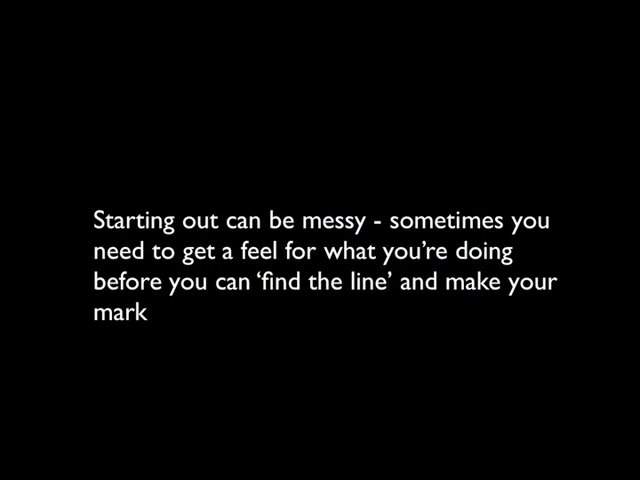 Starting out can be messy - sometimes you
need to get a feel for what you’re doing
before you can ‘find the line’ and make your
mark